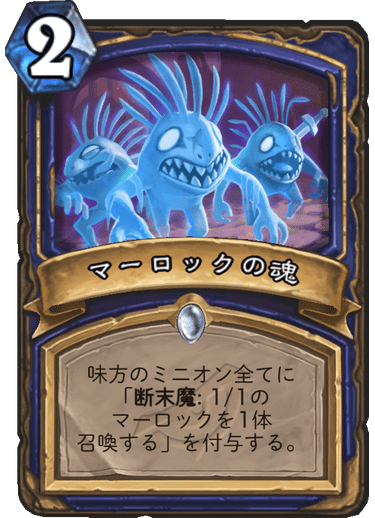 2
マーロックの魂
味方のミニオン全てに
「断末魔: 1/1の
マーロックを1体
召喚する」を付与する。